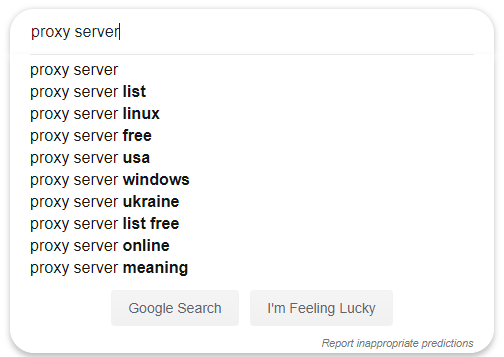 proxy server
proxy server
proxy server list
proxy server linux
proxy server free
proxy server usa
proxy server windows
proxy server ukraine
proxy server list free
proxy server online
proxy server meaning
Google Search I'm Feeling Lucky
Report inappropriate predictions